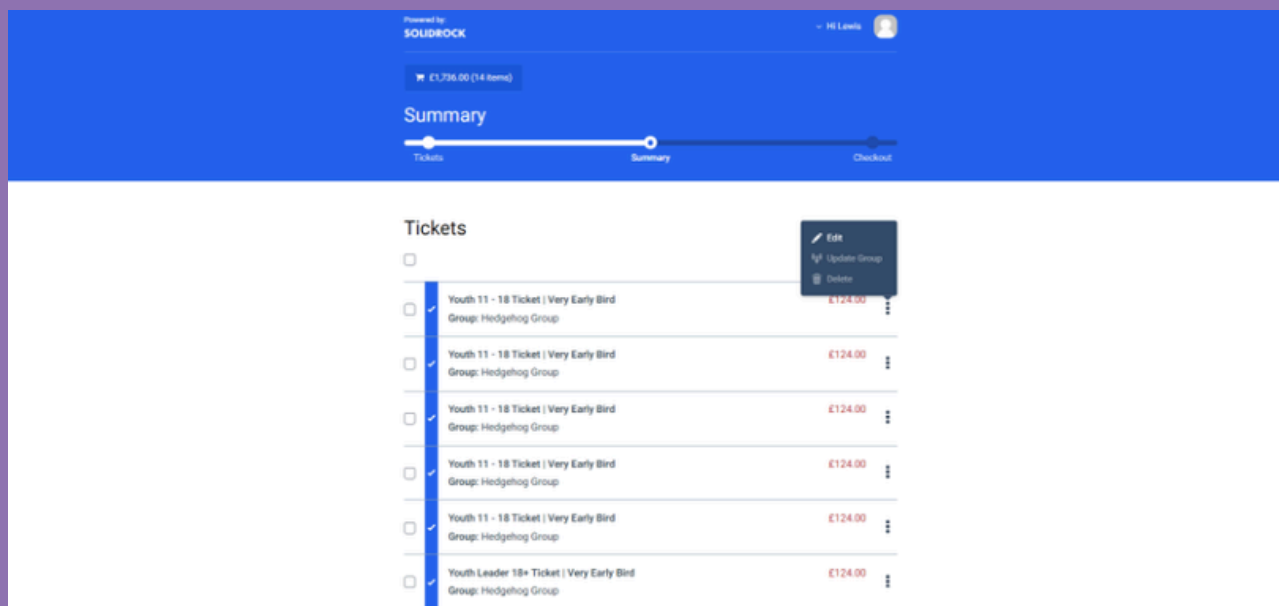 Powered by:
SOLIDROCK
Hi Lewis
£1,736.00 (14 items)
Summary
Tickets
Summary
Checkout
Tickets
Edit
Update Group
Delete
Youth 11 - 18 Ticket | Very Early Bird
£124.00
Group: Hedgehog Group
Youth 11 - 18 Ticket | Very Early Bird
£124.00
Group: Hedgehog Group
Youth 11 - 18 Ticket | Very Early Bird
£124.00
Group: Hedgehog Group
Youth 11 - 18 Ticket | Very Early Bird
£124.00
Group: Hedgehog Group
Youth 11 - 18 Ticket | Very Early Bird
£124.00
Group: Hedgehog Group
Youth Leader 18+ Ticket | Very Early Bird
£124.00
Group: Hedgehog Group